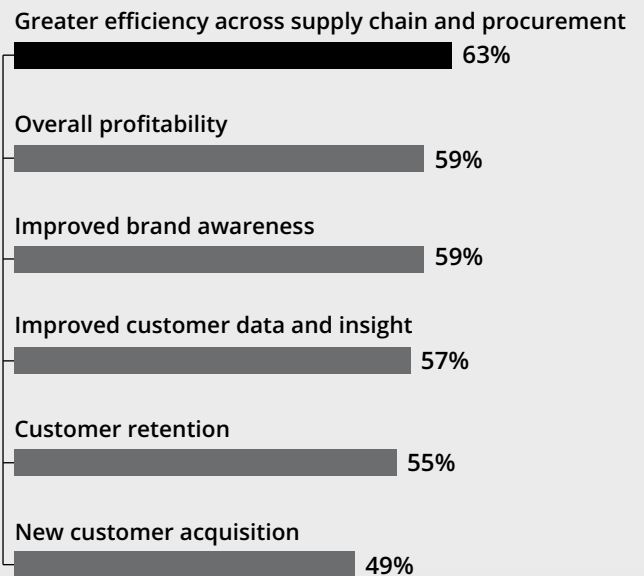 Greater efficiency across supply chain and procurement
63%
Overall profitability
59%
Improved brand awareness
59%
Improved customer data and insight
57%
Customer retention
55%
New customer acquisition
49%